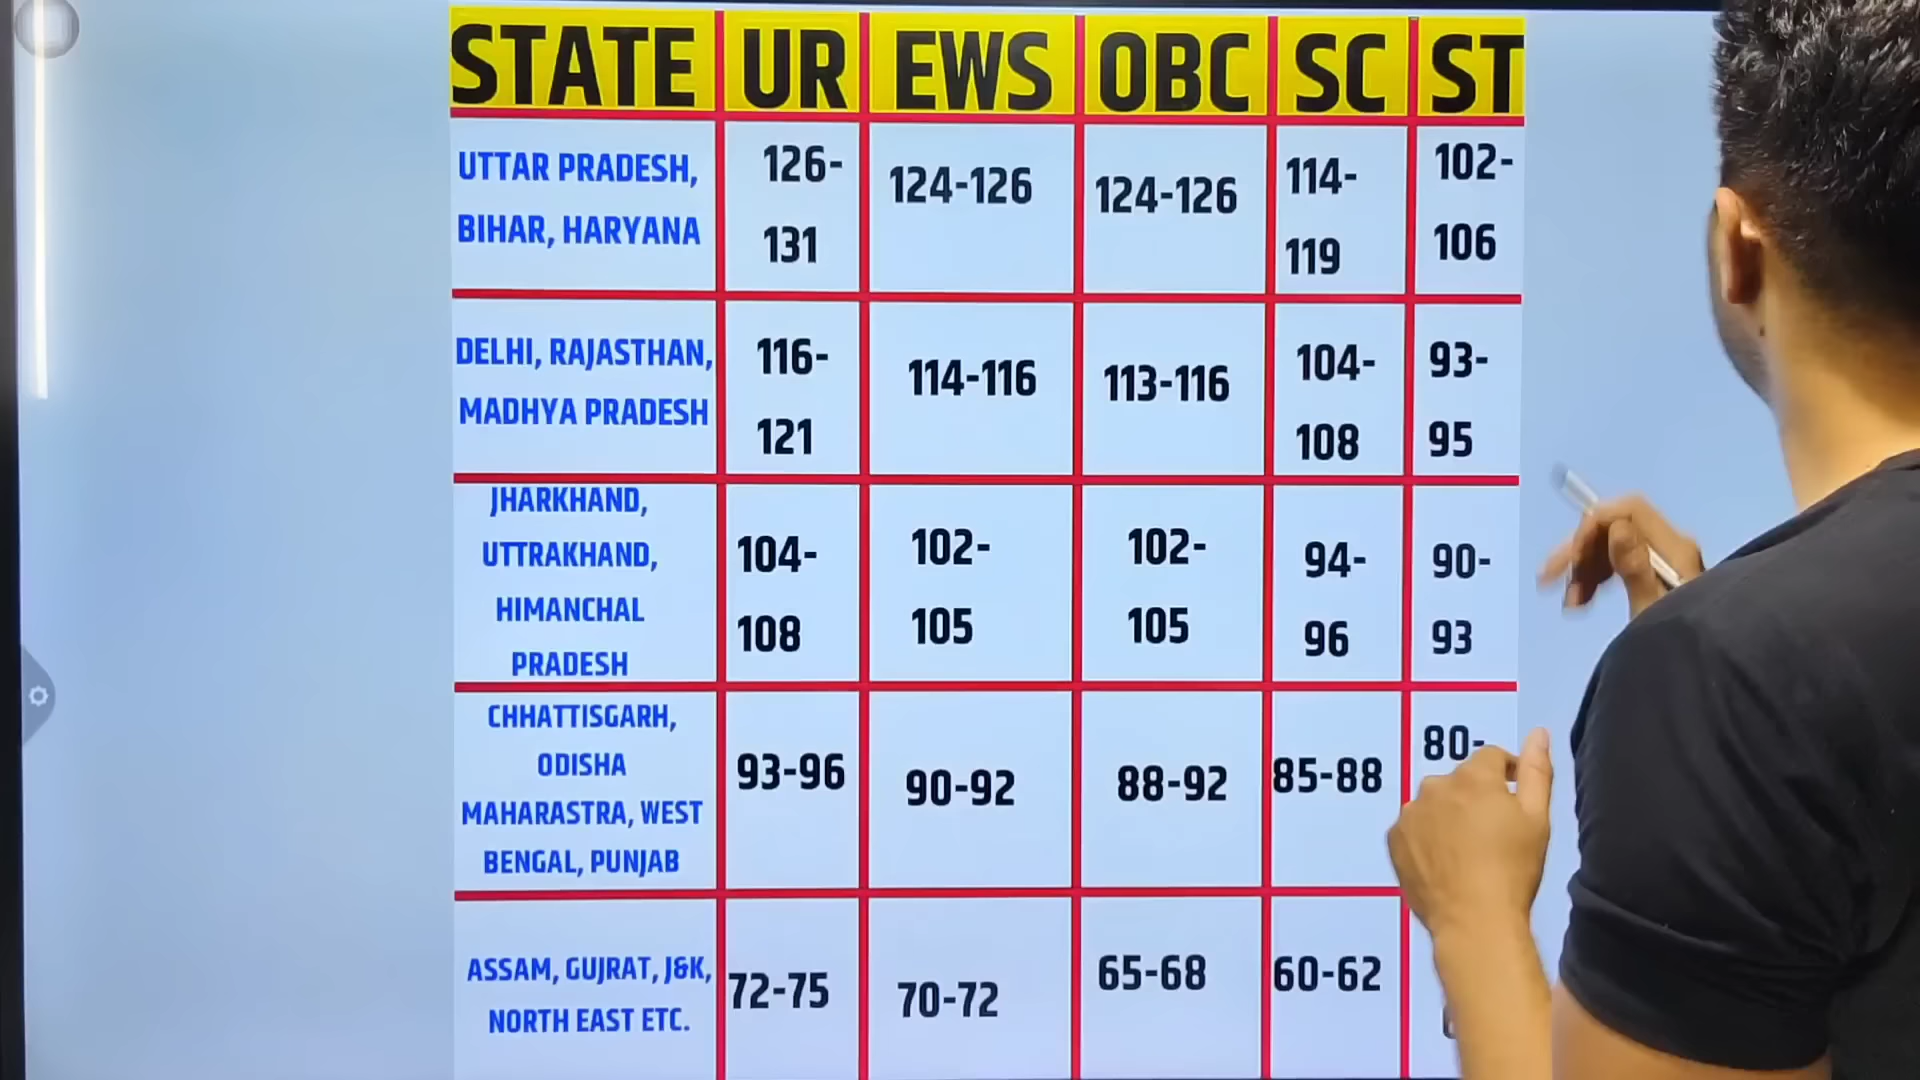 STATE UR EWS OBC SC ST
UTTAR PRADESH,
BIHAR, HARYANA
126-
131
124-126
124-126
114-
119
102-
106
DELHI, RAJASTHAN,
MADHYA PRADESH
116-
121
114-116
113-116
104-
108
93-
95
JHARKHAND,
UTTRAKHAND,
HIMANCHAL
PRADESH
104-
108
102-
105
102-
105
94-
96
90-
93
CHHATTISGARH,
ODISHA
MAHARASTRA, WEST
BENGAL, PUNJAB
93-96
90-92
88-92
85-88
80-
ASSAM, GUJRAT, J&K,
NORTH EAST ETC.
72-75
70-72
65-68
60-62